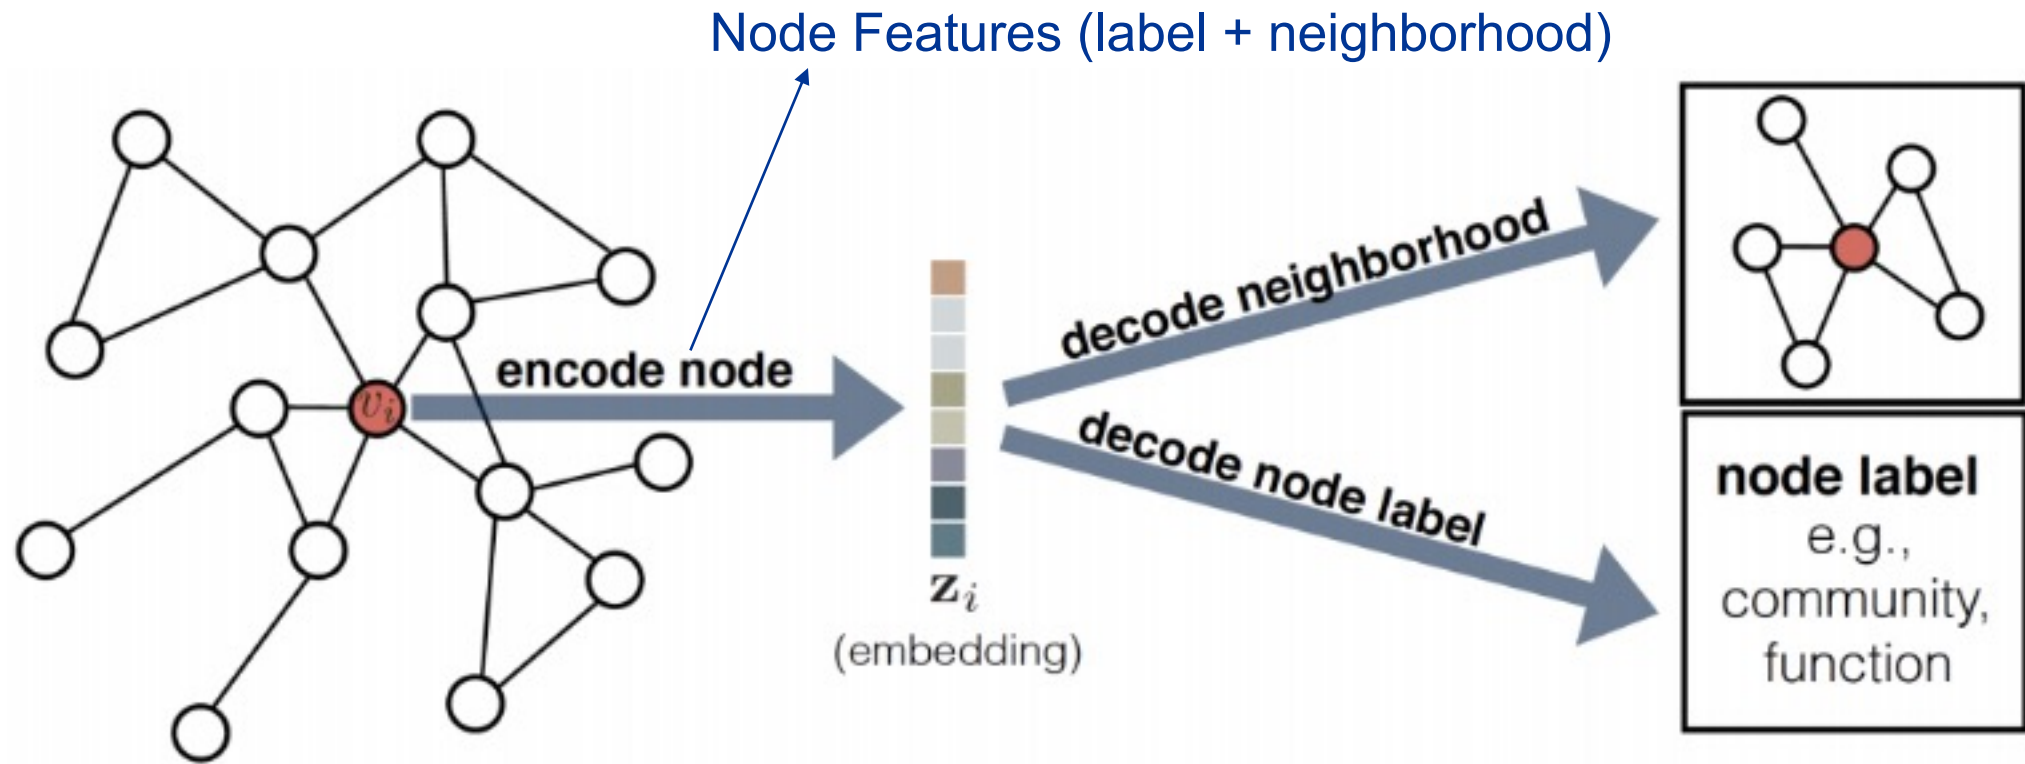 Node Features (label + neighborhood)
encode node
v_i
z_i
(embedding)
decode neighborhood
decode node label
node label
e.g.,
community,
function